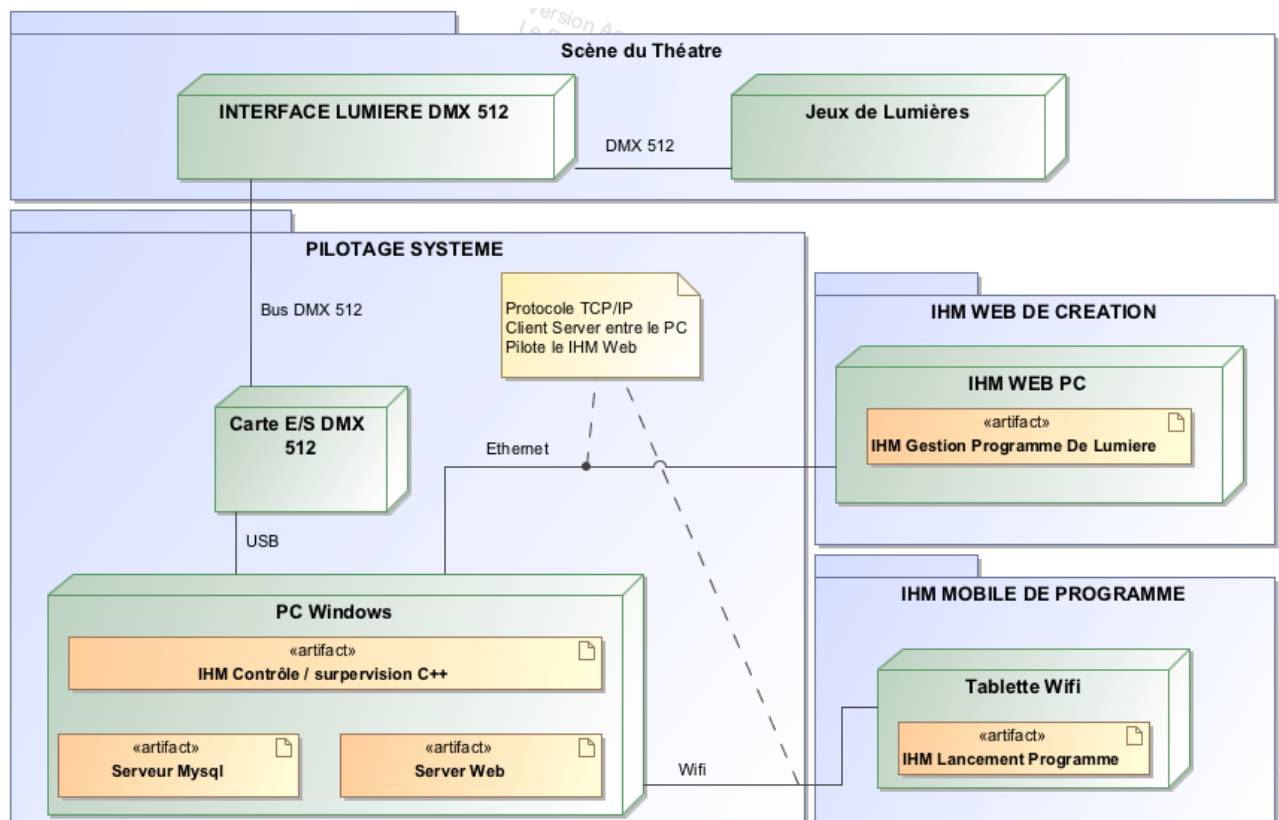 Version
Scène du Théatre
INTERFACE LUMIERE DMX 512
DMX 512
Jeux de Lumières
PILOTAGE SYSTEME
Bus DMX 512
Protocole TCP/IP
Client Server entre le PC
Pilote le IHM Web
Carte E/S DMX
512
Ethernet
USB
IHM WEB DE CREATION
IHM WEB PC
«artifact»
IHM Gestion Programme De Lumiere
PC Windows
«artifact»
IHM Contrôle / surpervision C++
«artifact»
Serveur Mysql
«artifact»
Server Web
Wifi
IHM MOBILE DE PROGRAMME
Tablette Wifi
«artifact»
IHM Lancement Programme